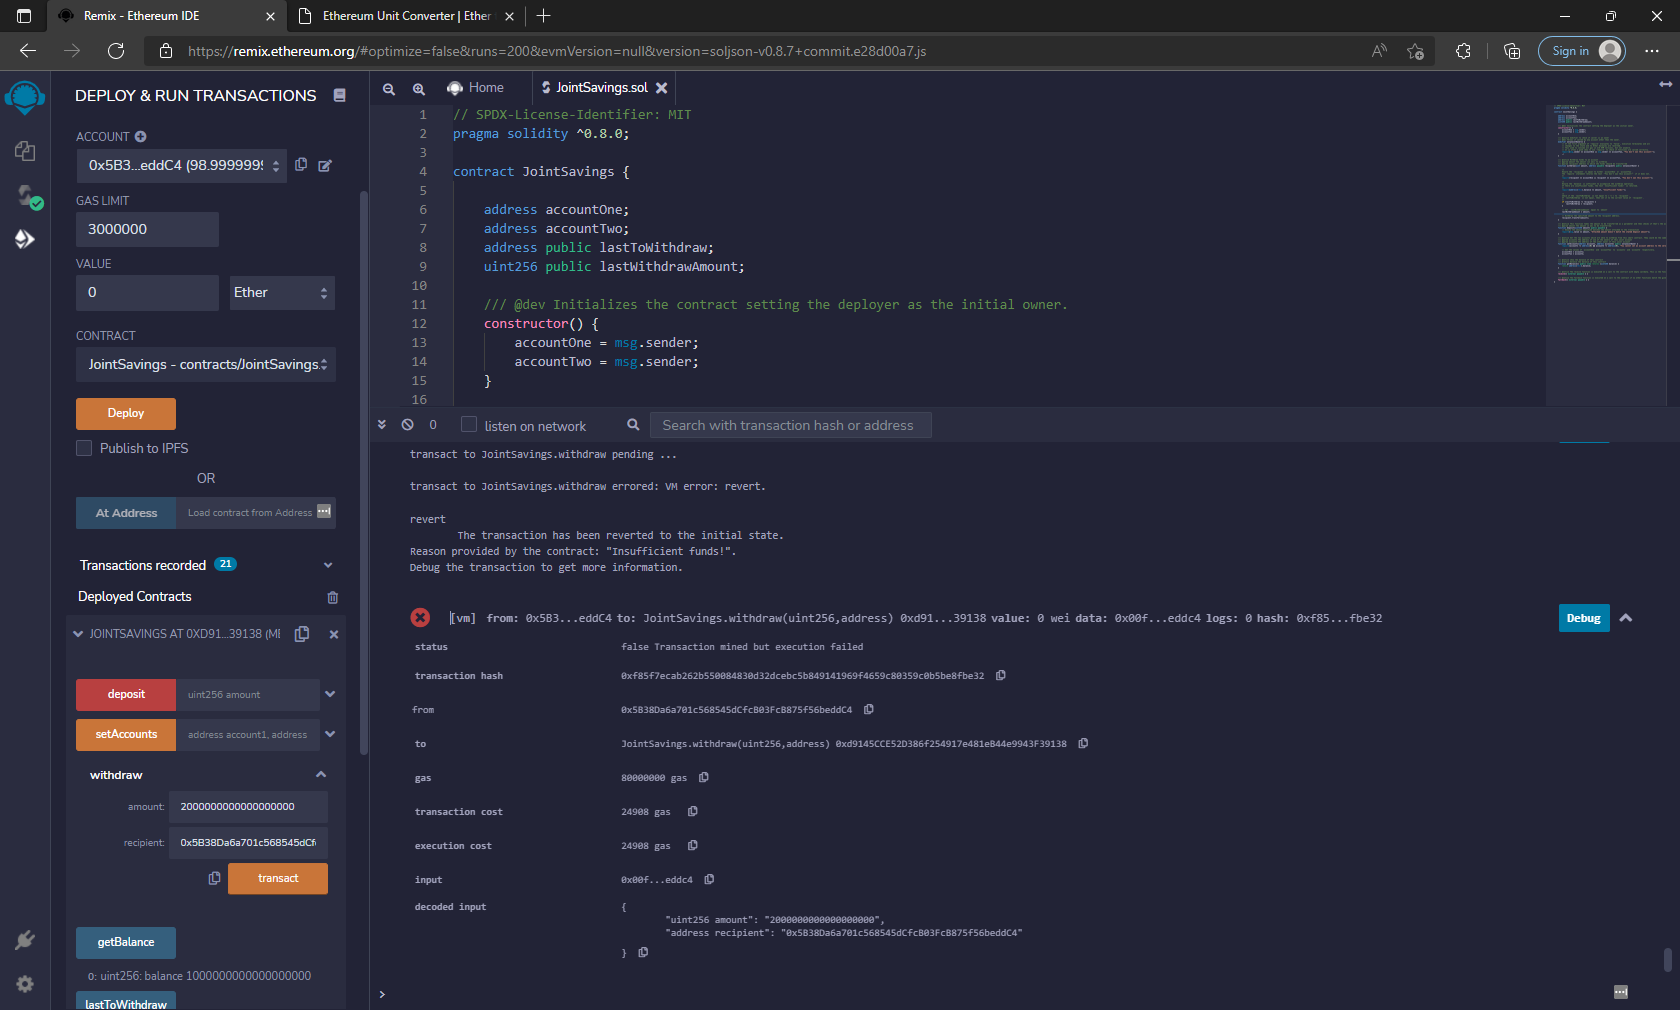 Remix - Ethereum IDE
Ethereum Unit Converter | Ether
https://remix.ethereum.org/#optimize=false&runs=200&evmVersion=null&version=soljson-v0.8.7+commit.e28d00a7.js
Sign in
DEPLOY & RUN TRANSACTIONS
ACCOUNT
0x5B3...eddC4 (98.9999999
GAS LIMIT
3000000
VALUE
0
Ether
CONTRACT
JointSavings - contracts/JointSavings.
Deploy
Publish to IPFS
OR
At Address
Load contract from Address
Transactions recorded 21
Deployed Contracts
JOINTSAVINGS AT 0XD91...39138 (MI
deposit
uint256 amount
setAccounts
address account1, address
withdraw
amount:
2000000000000000000
recipient:
0x5B38Da6a701c568545dCf
transact
getBalance
0: uint256: balance 1000000000000000000
lastToWithdraw
Home
JointSavings.sol
1 // SPDX-License-Identifier: MIT
2 pragma solidity ^0.8.0;
3
4 contract JointSavings {
5
6 address accountOne;
7 address accountTwo;
8 address public lastToWithdraw;
9 uint256 public lastWithdrawAmount;
10
11 /// @dev Initializes the contract setting the deployer as the initial owner.
12 constructor() {
13 accountOne = msg.sender;
14 accountTwo = msg.sender;
15 }
16
0
listen on network
Search with transaction hash or address
transact to JointSavings.withdraw pending ...
transact to JointSavings.withdraw errored: VM error: revert.
revert
The transaction has been reverted to the initial state.
Reason provided by the contract: "Insufficient funds!".
Debug the transaction to get more information.
[vm] from: 0x5B3...eddC4 to: JointSavings.withdraw(uint256,address) 0xd91...39138 value: 0 wei data: 0x00f...eddc4 logs: 0 hash: 0xf85...fbe32
Debug
status false Transaction mined but execution failed
transaction hash 0xf85f7ecab262b550084830d32dcebc5b849141969f4659c80359c0b5be8fbe32
from 0x5B38Da6a701c568545dCfcB03FcB875f56beddC4
to JointSavings.withdraw(uint256,address) 0xd9145CCE52D386f254917e481eB44e9943F39138
gas 80000000 gas
transaction cost 24908 gas
execution cost 24908 gas
input 0x00f...eddc4
decoded input {
"uint256 amount": "2000000000000000000",
"address recipient": "0x5B38Da6a701c568545dCfcB03FcB875f56beddC4"
}
>